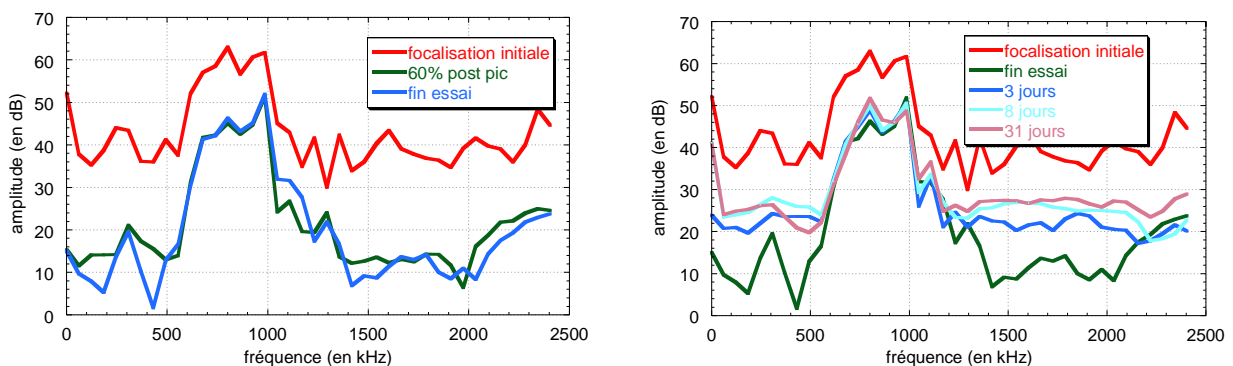 70
60
50
40
30
20
10
0
amplitude (en dB)
focalisation initiale
60% post pic
fin essai
0
500
1000
1500
2000
2500
fréquence (en kHz)
70
60
50
40
30
20
10
0
amplitude (en dB)
focalisation initiale
fin essai
3 jours
8 jours
31 jours
0
500
1000
1500
2000
2500
fréquence (en kHz)